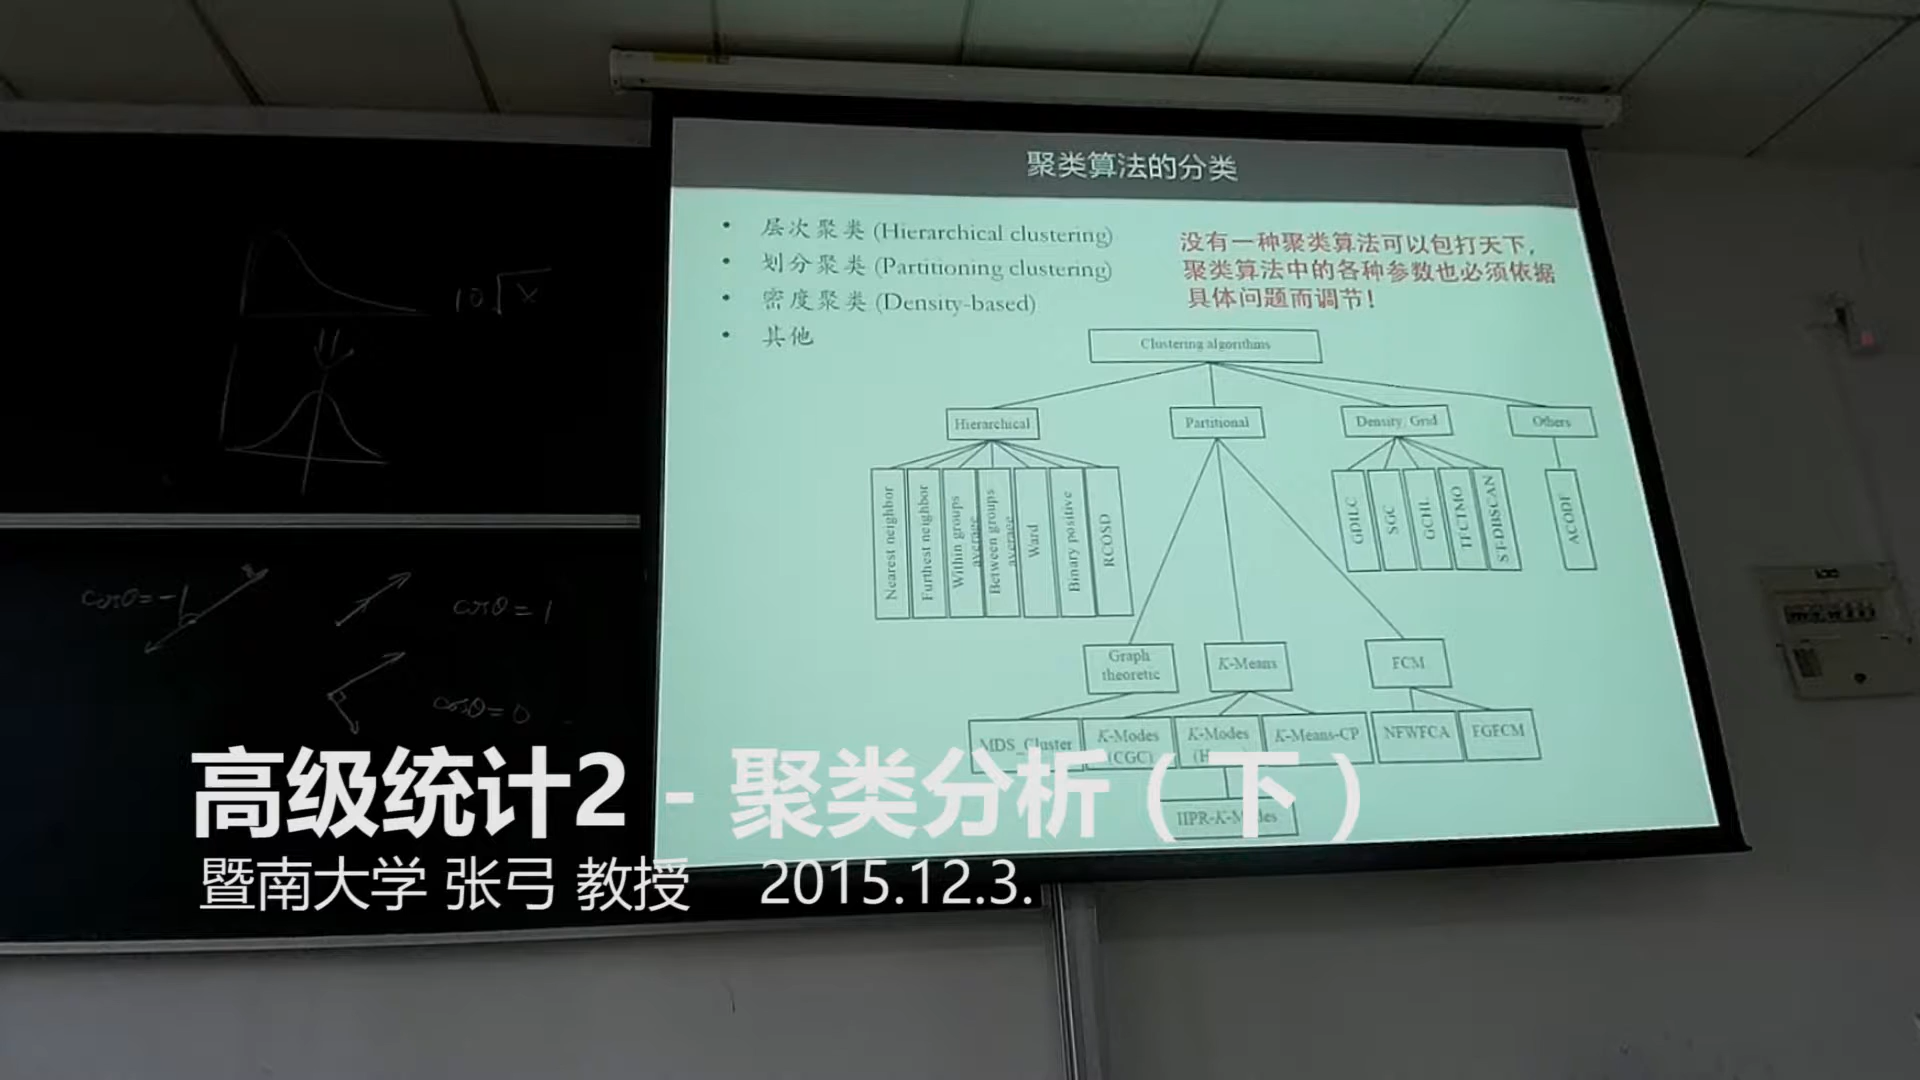 聚类算法的分类
• 层次聚类 (Hierarchical clustering)
• 划分聚类 (Partitioning clustering)
• 密度聚类 (Density-based)
• 其他
没有一种聚类算法可以包打天下，
聚类算法中的各种参数也必须依据
具体问题而调节！
Clustering algorithms
Hierarchical
Partitional
Density, Grid
Others
Nearest neighbor
Furthest neighbor
Within groups
average
Between groups
average
Ward
Binary positive
RCOSD
GDILC
SGC
GCHL
TFCTMO
ST-DBSCAN
ACODF
Graph
theoretic
K-Means
FCM
MDS_Cluster
K-Modes
(CGC)
K-Modes
K-Means-CP
NFWFCA
FGFCM
10√x
cosθ=-1
cosθ=1
cosθ=0
高级统计2 - 聚类分析（下）
暨南大学 张弓 教授 2015.12.3.